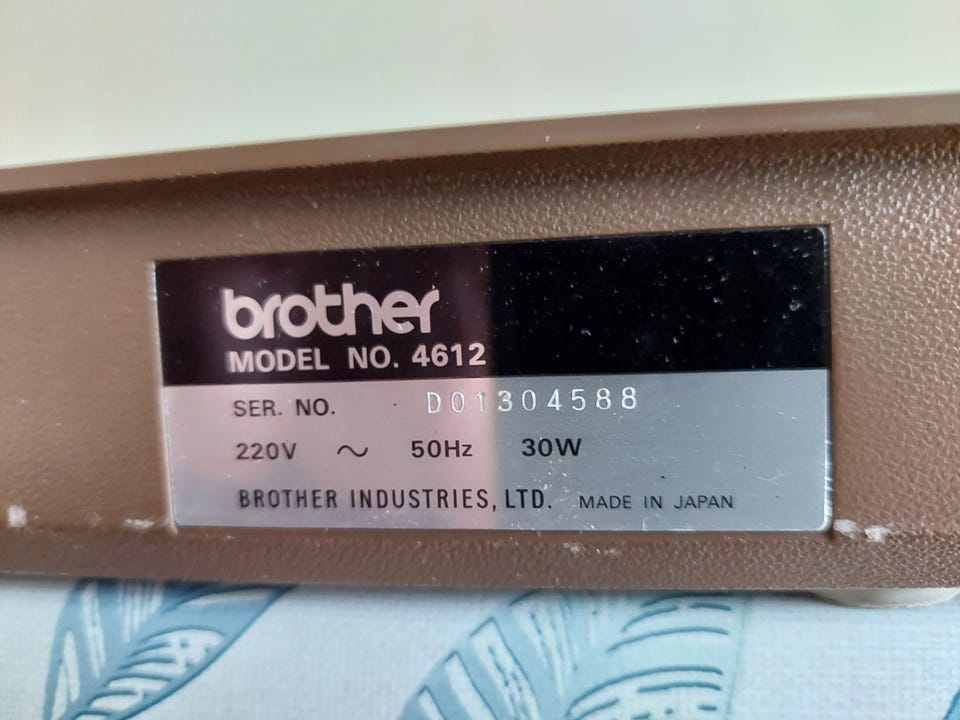 brother
MODEL NO. 4612
SER. NO. D01304588
220V ~ 50Hz 30W
BROTHER INDUSTRIES, LTD. MADE IN JAPAN